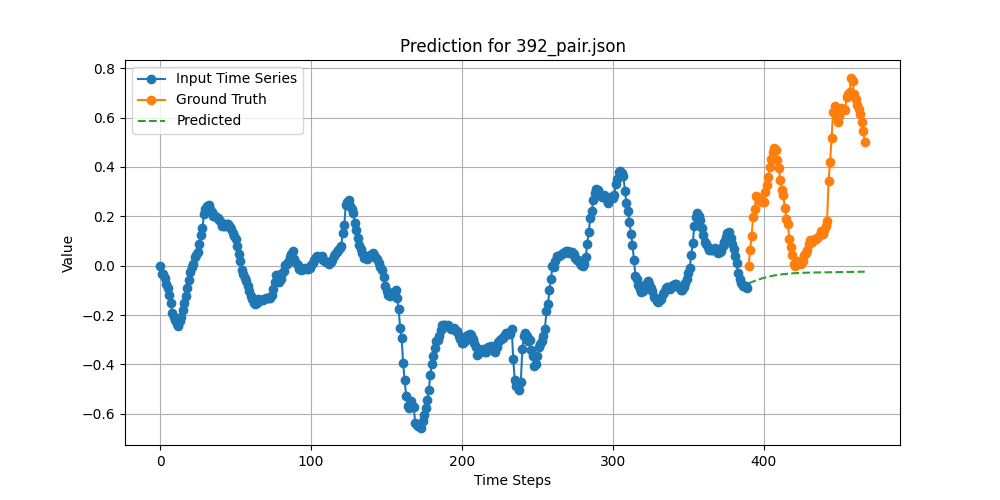 Prediction for 392_pair.json
Input Time Series
Ground Truth
Predicted
0.8
0.6
0.4
0.2
0.0
−0.2
−0.4
−0.6
Value
0 100 200 300 400
Time Steps